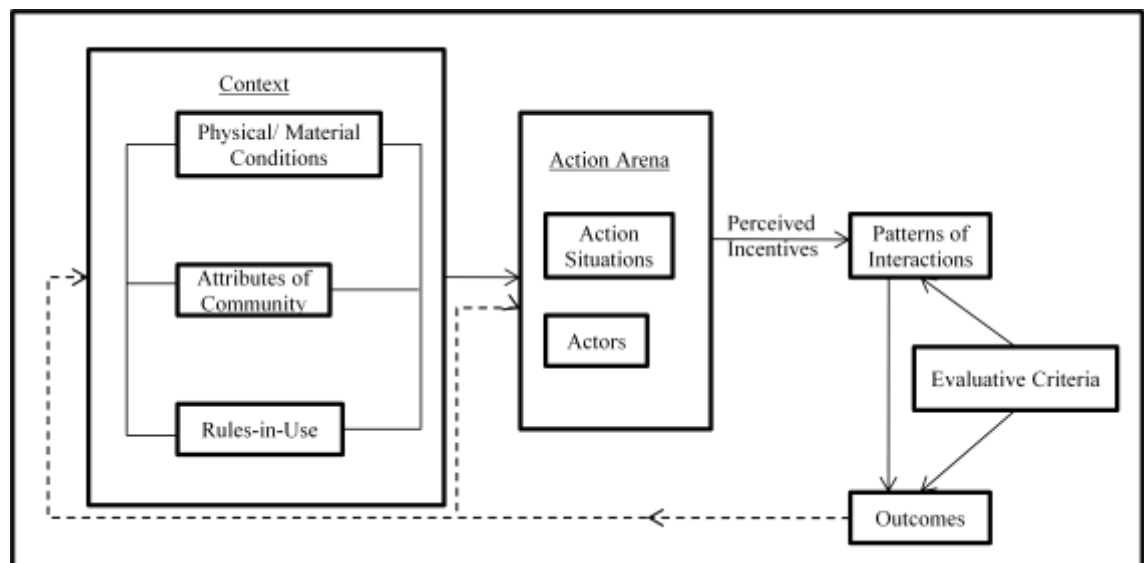 Context
Physical/ Material
Conditions
Attributes of
Community
Rules-in-Use
Action Arena
Action
Situations
Actors
Perceived
Incentives
Patterns of
Interactions
Evaluative Criteria
Outcomes